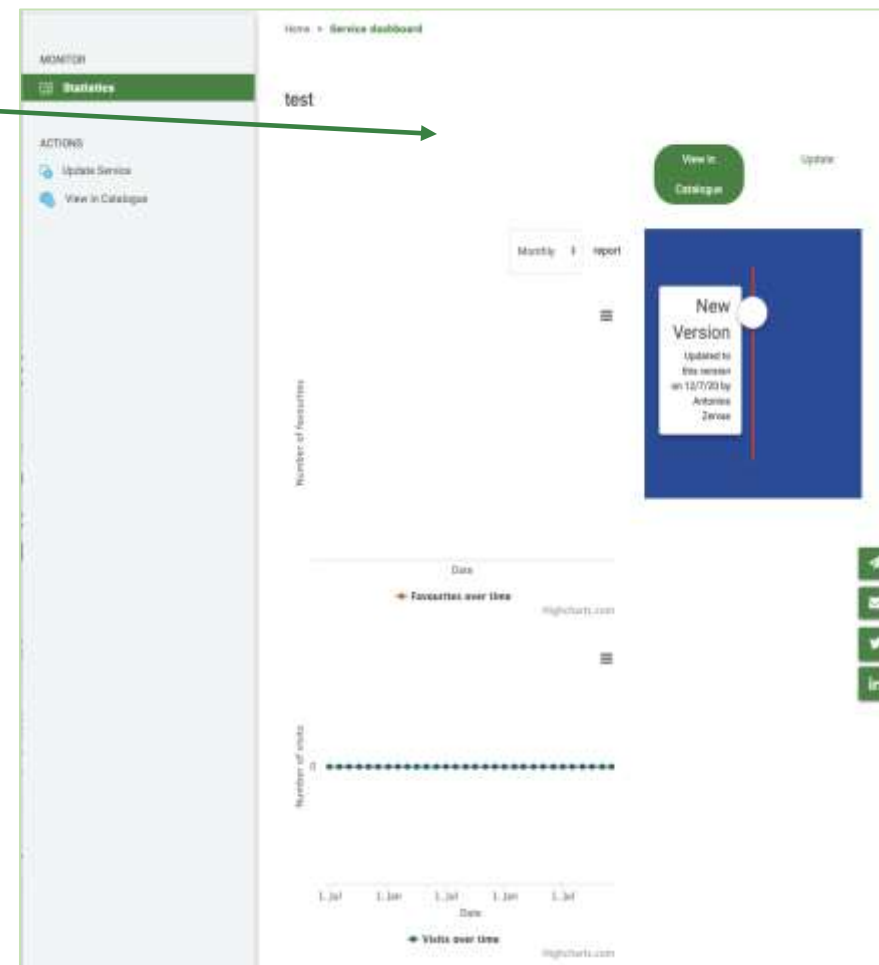 Home
Service dashboard
MONITOR
Statistics
test
ACTIONS
Update Service
View in Catalogue
View in
Catalogue
Update
Monthly
report
New
Version
Updated to
this version
on 12/7/20 by
Antonios
Zervas
Number of favourites
Date
Favourites over time
Highcharts.com
Number of visits
0
1. Jul 1. Jan 1. Jul 1. Jan 1. Jul
Date
Visits over time
Highcharts.com
in